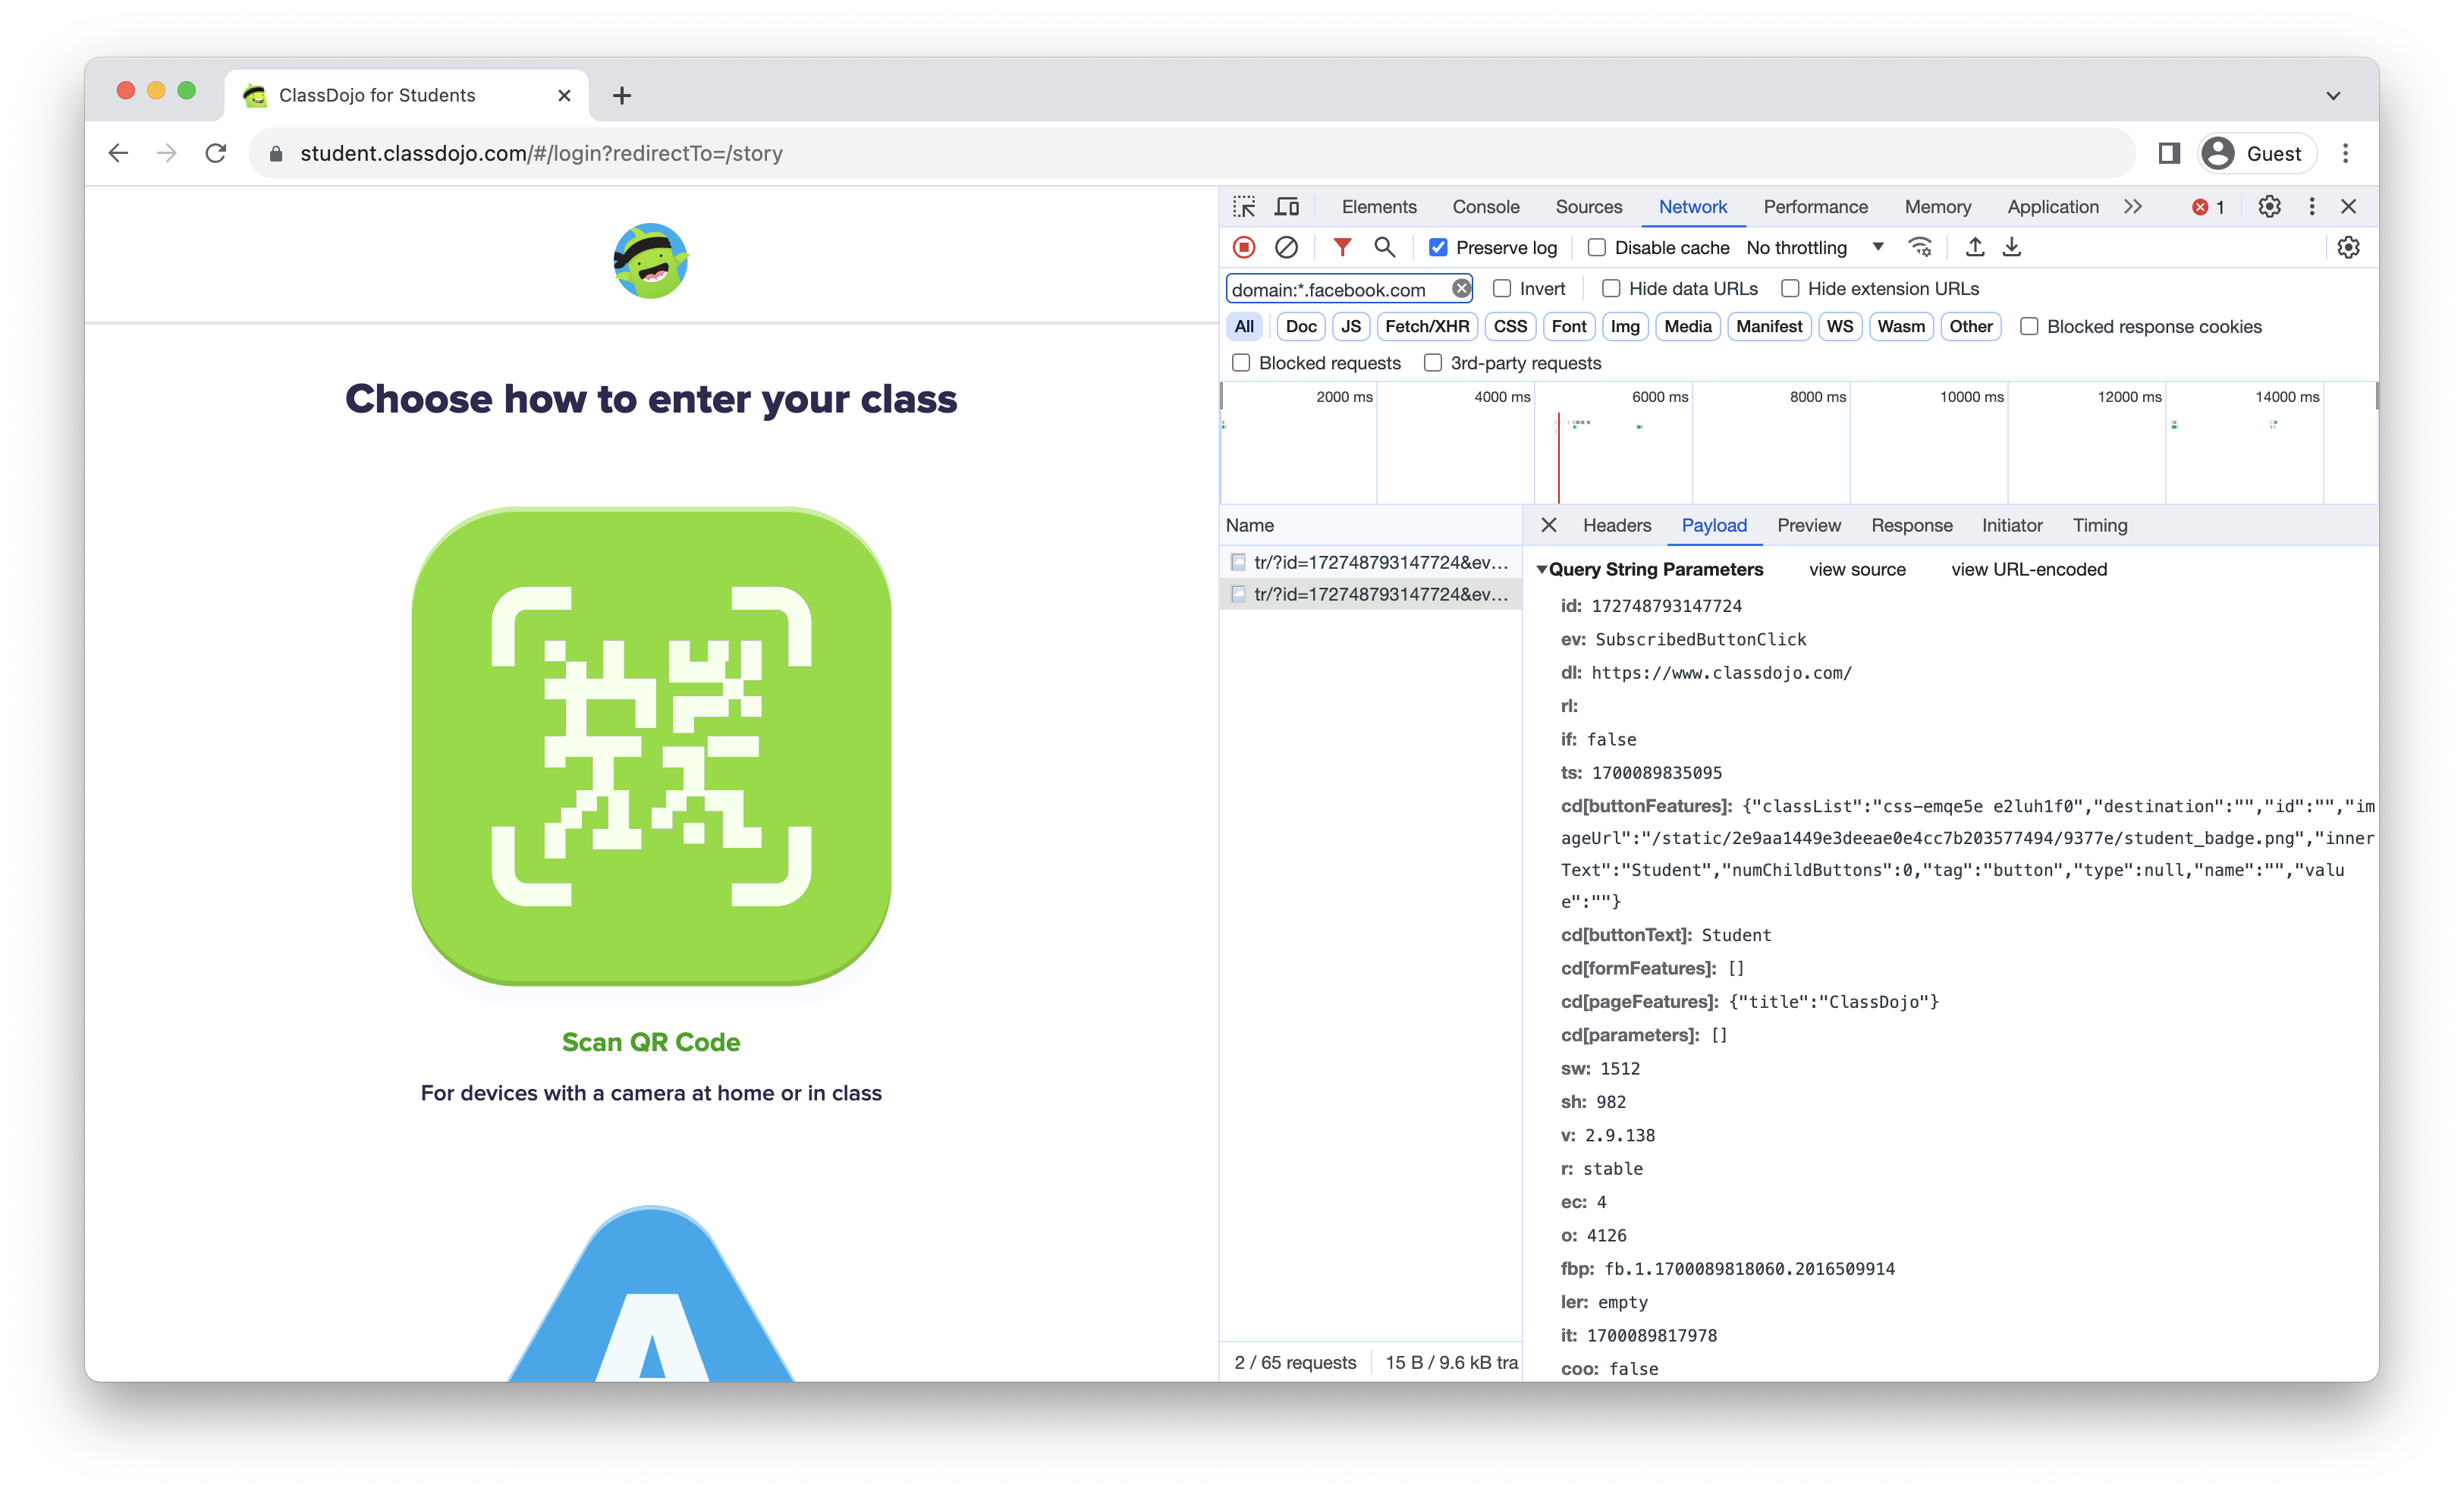 ClassDojo for Students
student.classdojo.com/#/login?redirectTo=/story
Guest
Choose how to enter your class
Scan QR Code
For devices with a camera at home or in class
A
Elements Console Sources Network Performance Memory Application 1
Preserve log Disable cache No throttling
domain:*.facebook.com Invert Hide data URLs Hide extension URLs
All Doc JS Fetch/XHR CSS Font Img Media Manifest WS Wasm Other Blocked response cookies
Blocked requests 3rd-party requests
2000 ms 4000 ms 6000 ms 8000 ms 10000 ms 12000 ms 14000 ms
Name
tr/?id=172748793147724&ev...
tr/?id=172748793147724&ev...
2 / 65 requests 15 B / 9.6 kB tra
Headers Payload Preview Response Initiator Timing
Query String Parameters view source view URL-encoded
id: 172748793147724
ev: SubscribedButtonClick
dl: https://www.classdojo.com/
rl:
if: false
ts: 1700089835095
cd[buttonFeatures]: {"classList":"css-emqe5e e2luh1f0","destination":"","id":"","im
ageUrl":"/static/2e9aa1449e3deeae0e4cc7b203577494/9377e/student_badge.png","inner
Text":"Student","numChildButtons":0,"tag":"button","type":null,"name":"","valu
e":""}
cd[buttonText]: Student
cd[formFeatures]: []
cd[pageFeatures]: {"title":"ClassDojo"}
cd[parameters]: []
sw: 1512
sh: 982
v: 2.9.138
r: stable
ec: 4
o: 4126
fbp: fb.1.1700089818060.2016509914
ler: empty
it: 1700089817978
coo: false